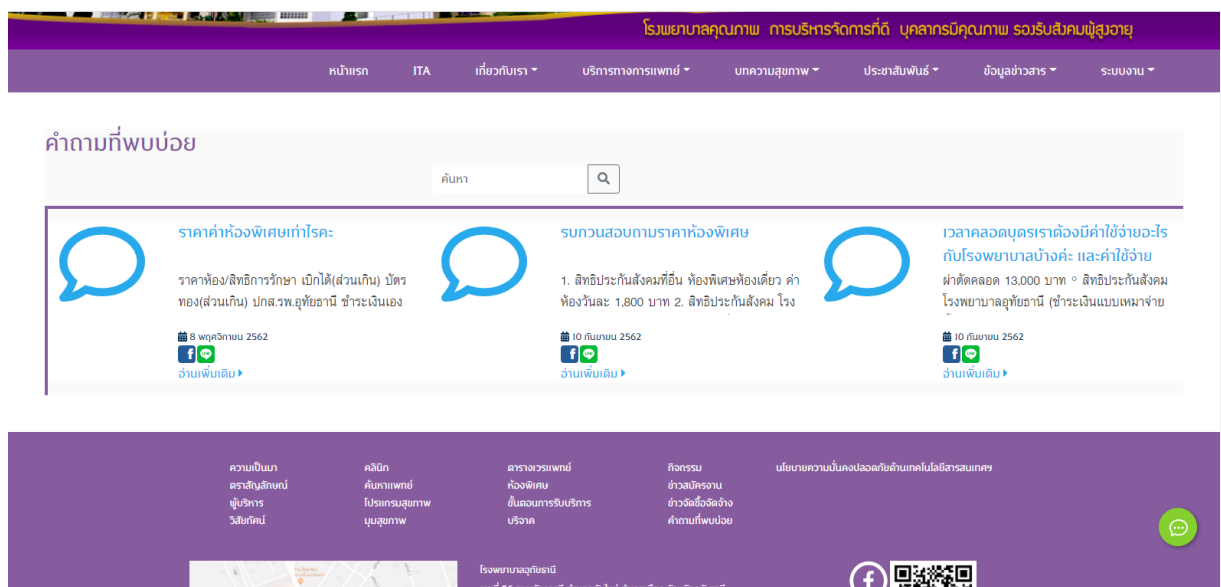 โรงพยาบาลคุณภาพ การบริหารจัดการที่ดี บุคลากรมีคุณภาพ รองรับสังคมผู้สูงอายุ
หน้าแรก ITA เกี่ยวกับเรา บริการทางการแพทย์ บทความสุขภาพ ประชาสัมพันธ์ ข้อมูลข่าวสาร ระบบงาน
คำถามที่พบบ่อย
ค้นหา
ราคาค่าห้องพิเศษเท่าไรคะ
ราคาห้อง/สิทธิการรักษา เบิกได้(ส่วนเกิน) บัตร
ทอง(ส่วนเกิน) ปกส.รพ.อุทัยธานี ชำระเงินเอง
8 พฤศจิกายน 2562
อ่านเพิ่มเติม
รบกวนสอบถามราคาห้องพิเศษ
1. สิทธิประกันสังคมที่อื่น ห้องพิเศษห้องเดี่ยว ค่า
ห้องวันละ 1,800 บาท 2. สิทธิประกันสังคม โรง
10 กันยายน 2562
อ่านเพิ่มเติม
เวลาคลอดบุตรเราต้องมีค่าใช้จ่ายอะไร
กับโรงพยาบาลบ้างค่ะ และค่าใช้จ่าย
ผ่าตัดคลอด 13,000 บาท ° สิทธิประกันสังคม
โรงพยาบาลอุทัยธานี (ชำระเงินแบบเหมาจ่าย
10 กันยายน 2562
อ่านเพิ่มเติม
ความเป็นมา
ตราสัญลักษณ์
ผู้บริหาร
วิสัยทัศน์
คลินิก
ค้นหาแพทย์
โปรแกรมสุขภาพ
มุมสุขภาพ
ตารางเวรแพทย์
ห้องพิเศษ
ขั้นตอนการรับบริการ
บริจาค
กิจกรรม
ข่าวสมัครงาน
ข่าวจัดซื้อจัดจ้าง
คำถามที่พบบ่อย
นโยบายความมั่นคงปลอดภัยด้านเทคโนโลยีสารสนเทศฯ
โรงพยาบาลอุทัยธานี